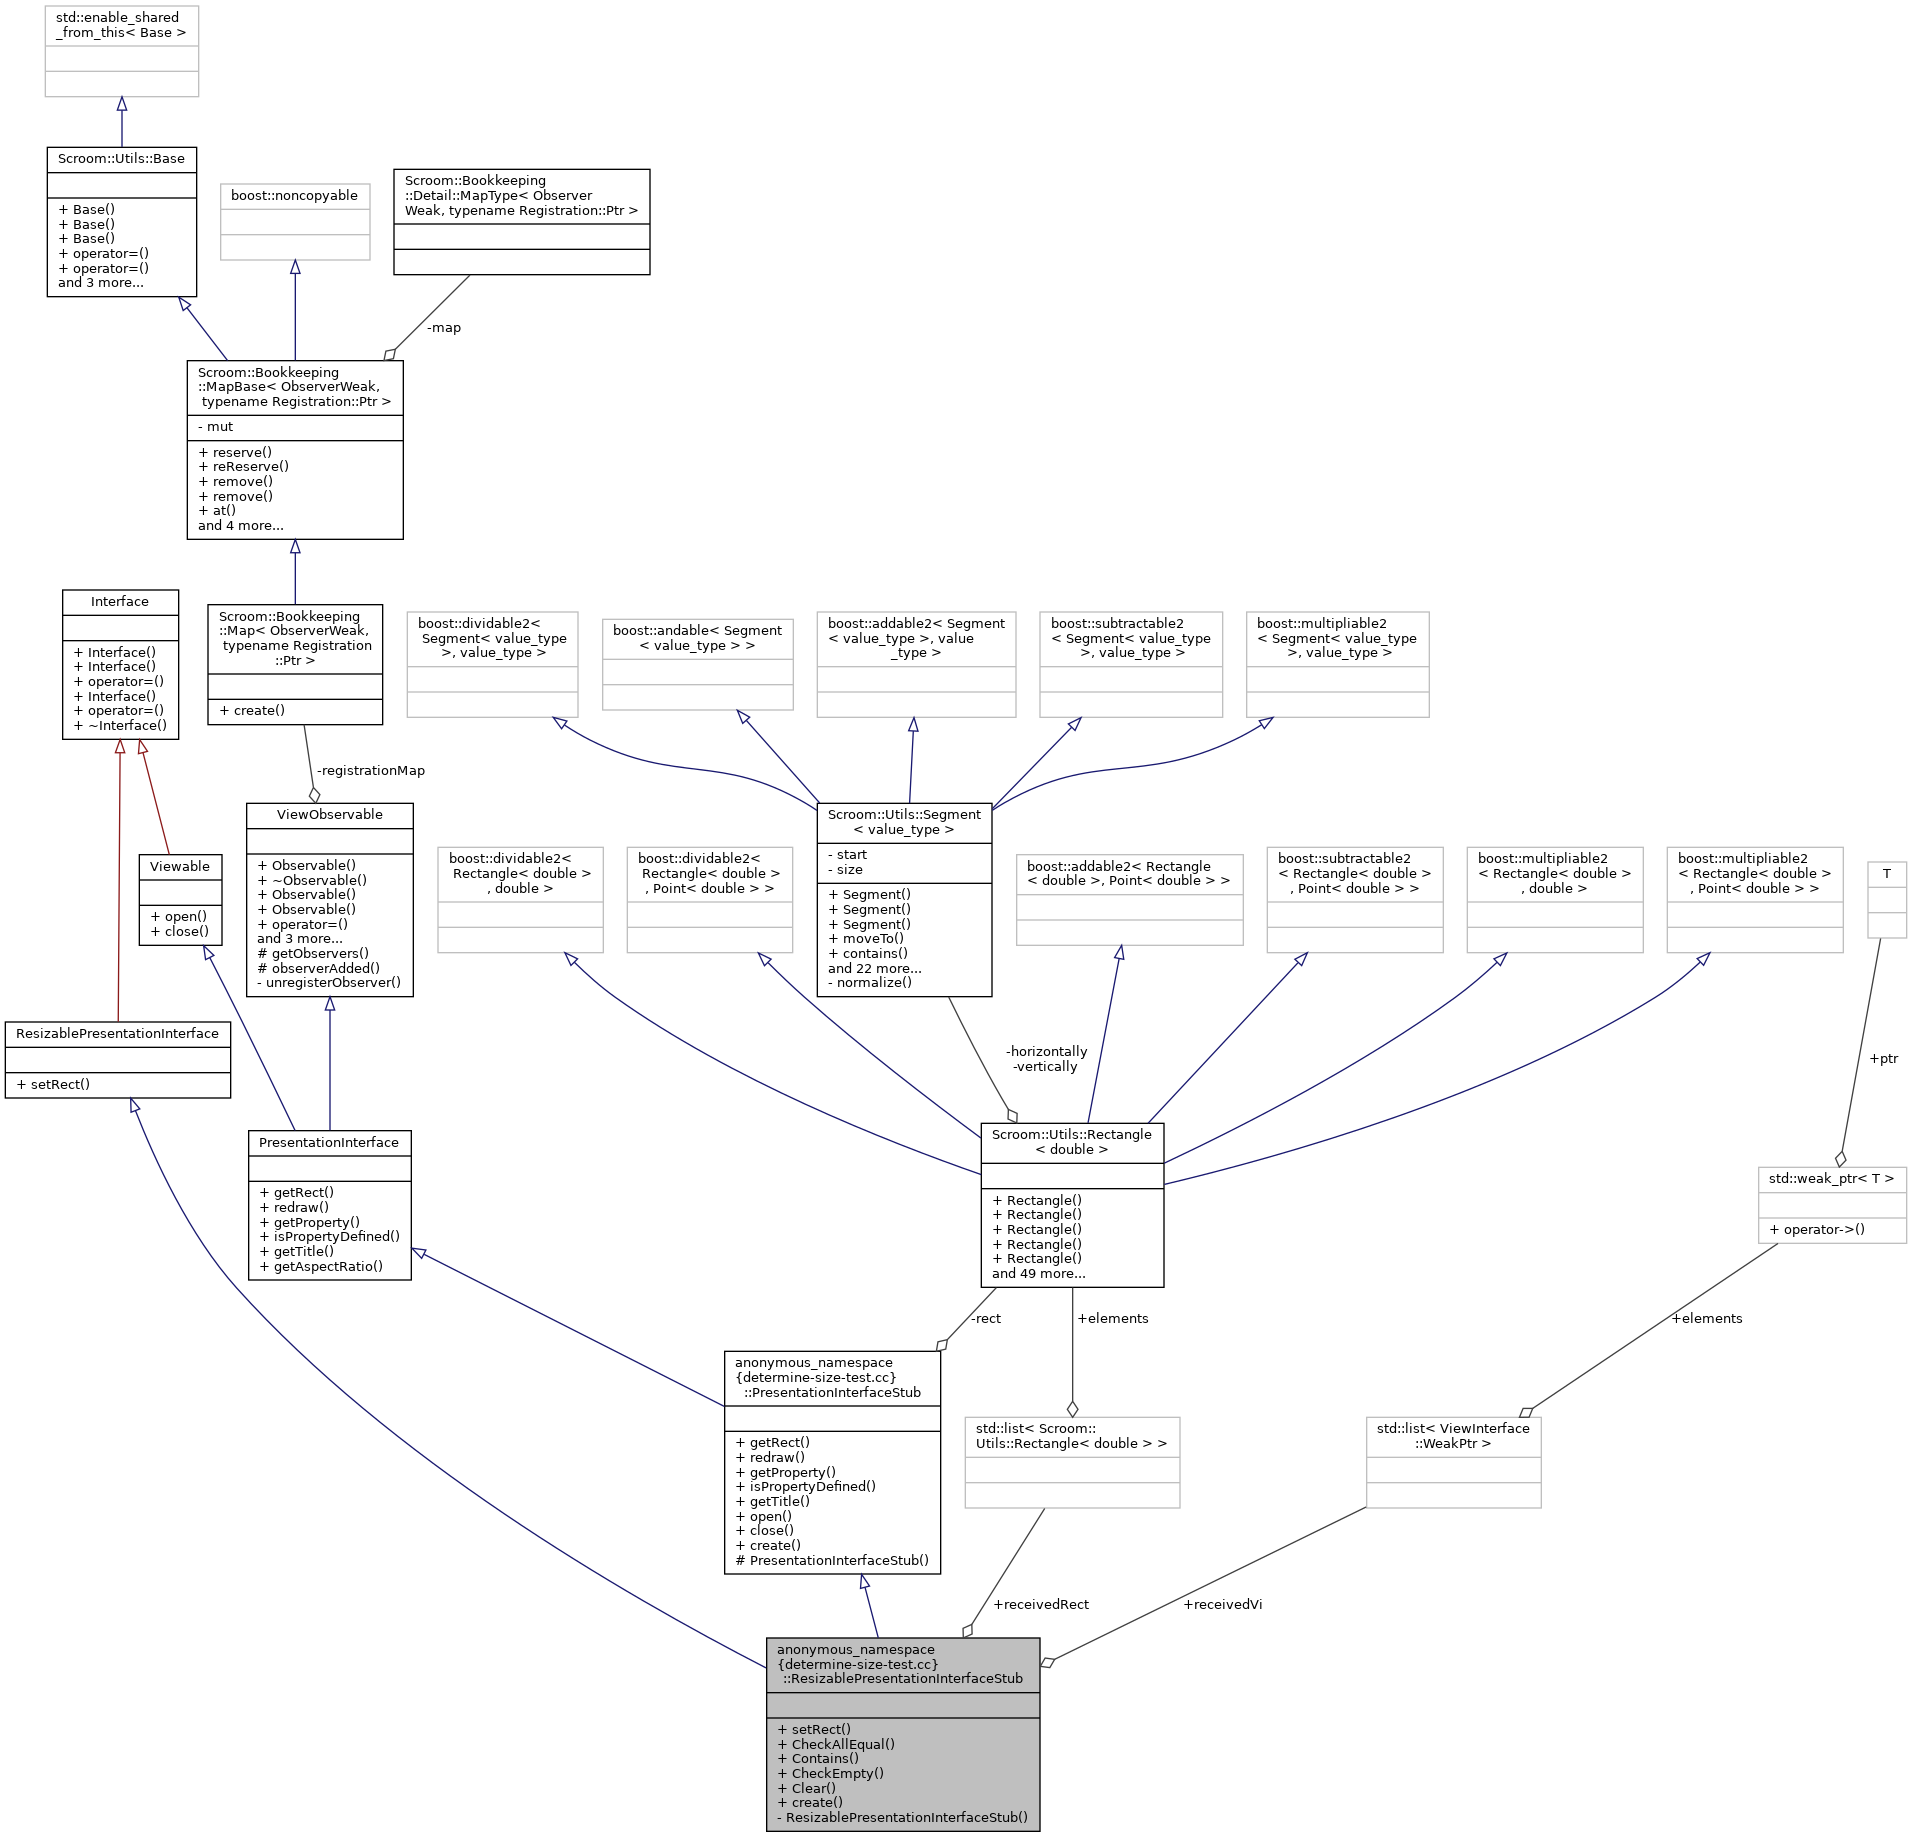 std::enable_shared
_from_this< Base >
Scroom::Utils::Base
+ Base()
+ Base()
+ Base()
+ operator=()
+ operator=()
and 3 more...
boost::noncopyable
Scroom::Bookkeeping
::Detail::MapType< Observer
Weak, typename Registration::Ptr >
-map
Scroom::Bookkeeping
::MapBase< ObserverWeak,
typename Registration::Ptr >
- mut
+ reserve()
+ reReserve()
+ remove()
+ remove()
+ at()
and 4 more...
Interface
+ Interface()
+ Interface()
+ operator=()
+ Interface()
+ operator=()
+ ~Interface()
Scroom::Bookkeeping
::Map< ObserverWeak,
typename Registration
::Ptr >
+ create()
boost::dividable2<
Segment< value_type
>, value_type >
boost::andable< Segment
< value_type > >
boost::addable2< Segment
< value_type >, value
_type >
boost::subtractable2
< Segment< value_type
>, value_type >
boost::multipliable2
< Segment< value_type
>, value_type >
-registrationMap
ViewObservable
+ Observable()
+ ~Observable()
+ Observable()
+ Observable()
+ operator=()
and 3 more...
# getObservers()
# observerAdded()
- unregisterObserver()
Viewable
+ open()
+ close()
boost::dividable2<
Rectangle< double >
, double >
boost::dividable2<
Rectangle< double >
, Point< double > >
Scroom::Utils::Segment
< value_type >
- start
- size
+ Segment()
+ Segment()
+ Segment()
+ moveTo()
+ contains()
and 22 more...
- normalize()
boost::addable2< Rectangle
< double >, Point< double > >
boost::subtractable2
< Rectangle< double >
, Point< double > >
boost::multipliable2
< Rectangle< double >
, double >
boost::multipliable2
< Rectangle< double >
, Point< double > >
T
ResizablePresentationInterface
+ setRect()
-horizontally
-vertically
+ptr
PresentationInterface
+ getRect()
+ redraw()
+ getProperty()
+ isPropertyDefined()
+ getTitle()
+ getAspectRatio()
Scroom::Utils::Rectangle
< double >
+ Rectangle()
+ Rectangle()
+ Rectangle()
+ Rectangle()
+ Rectangle()
and 49 more...
std::weak_ptr< T >
+ operator->()
-rect
+elements
+elements
anonymous_namespace
{determine-size-test.cc}
::PresentationInterfaceStub
+ getRect()
+ redraw()
+ getProperty()
+ isPropertyDefined()
+ getTitle()
+ open()
+ close()
+ create()
# PresentationInterfaceStub()
std::list< Scroom::
Utils::Rectangle< double > >
std::list< ViewInterface
::WeakPtr >
+receivedRect
+receivedVi
anonymous_namespace
{determine-size-test.cc}
::ResizablePresentationInterfaceStub
+ setRect()
+ CheckAllEqual()
+ Contains()
+ CheckEmpty()
+ Clear()
+ create()
- ResizablePresentationInterfaceStub()